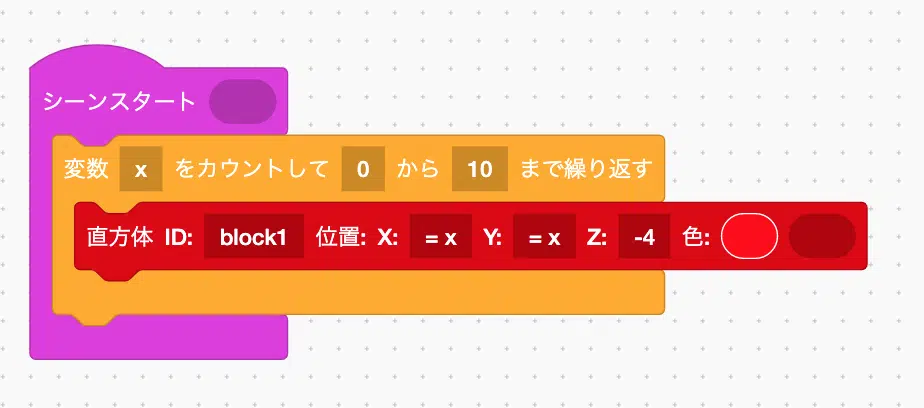 シーンスタート
変数 x をカウントして 0 から 10 まで繰り返す
直方体 ID: block1 位置: X: = x Y: = x Z: -4 色: